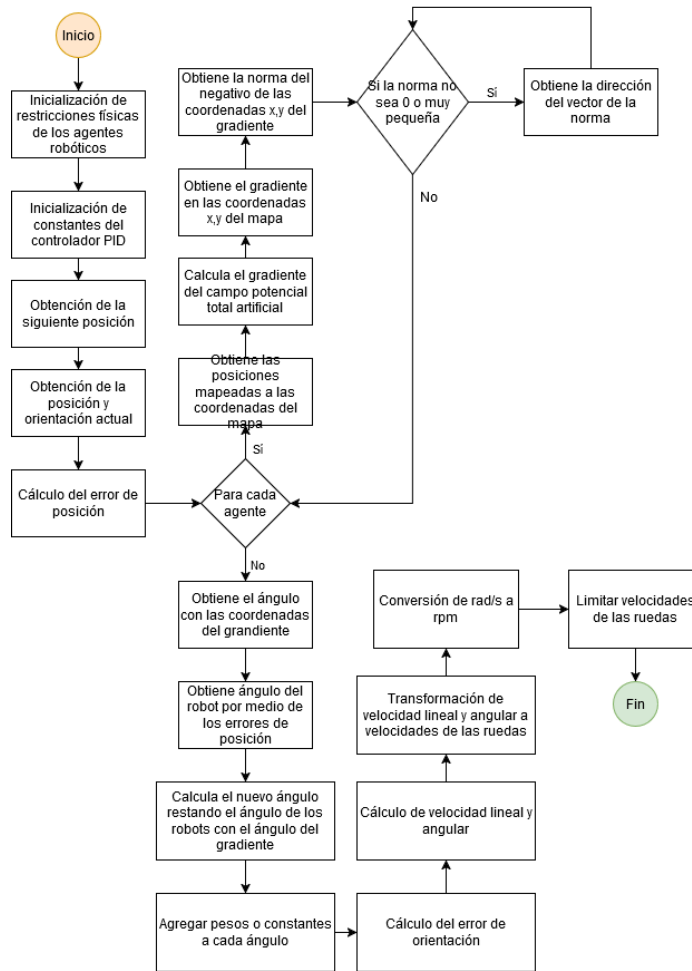 Inicio
Inicialización de
restricciones físicas
de los agentes
robóticos
Inicialización de
constantes del
controlador PID
Obtención de la
siguiente posición
Obtención de la
posición y
orientación actual
Cálculo del error de
posición
Para cada
agente
Sí
Obtiene las
posiciones
mapeadas a las
coordenadas del
mapa
Calcula el gradiente
del campo potencial
total artificial
Obtiene el gradiente
en las coordenadas
x,y del mapa
Obtiene la norma del
negativo de las
coordenadas x,y del
gradiente
Si la norma no
sea 0 o muy
pequeña
Sí
Obtiene la dirección
del vector de la
norma
No
No
Obtiene el ángulo
con las coordenadas
del grandiente
Obtiene ángulo del
robot por medio de
los errores de
posición
Calcula el nuevo ángulo
restando el ángulo de los
robots con el ángulo del
gradiente
Agregar pesos o constantes
a cada ángulo
Cálculo del error de
orientación
Cálculo de velocidad lineal y
angular
Transformación de
velocidad lineal y angular a
velocidades de las ruedas
Conversión de rad/s a
rpm
Limitar velocidades
de las ruedas
Fin